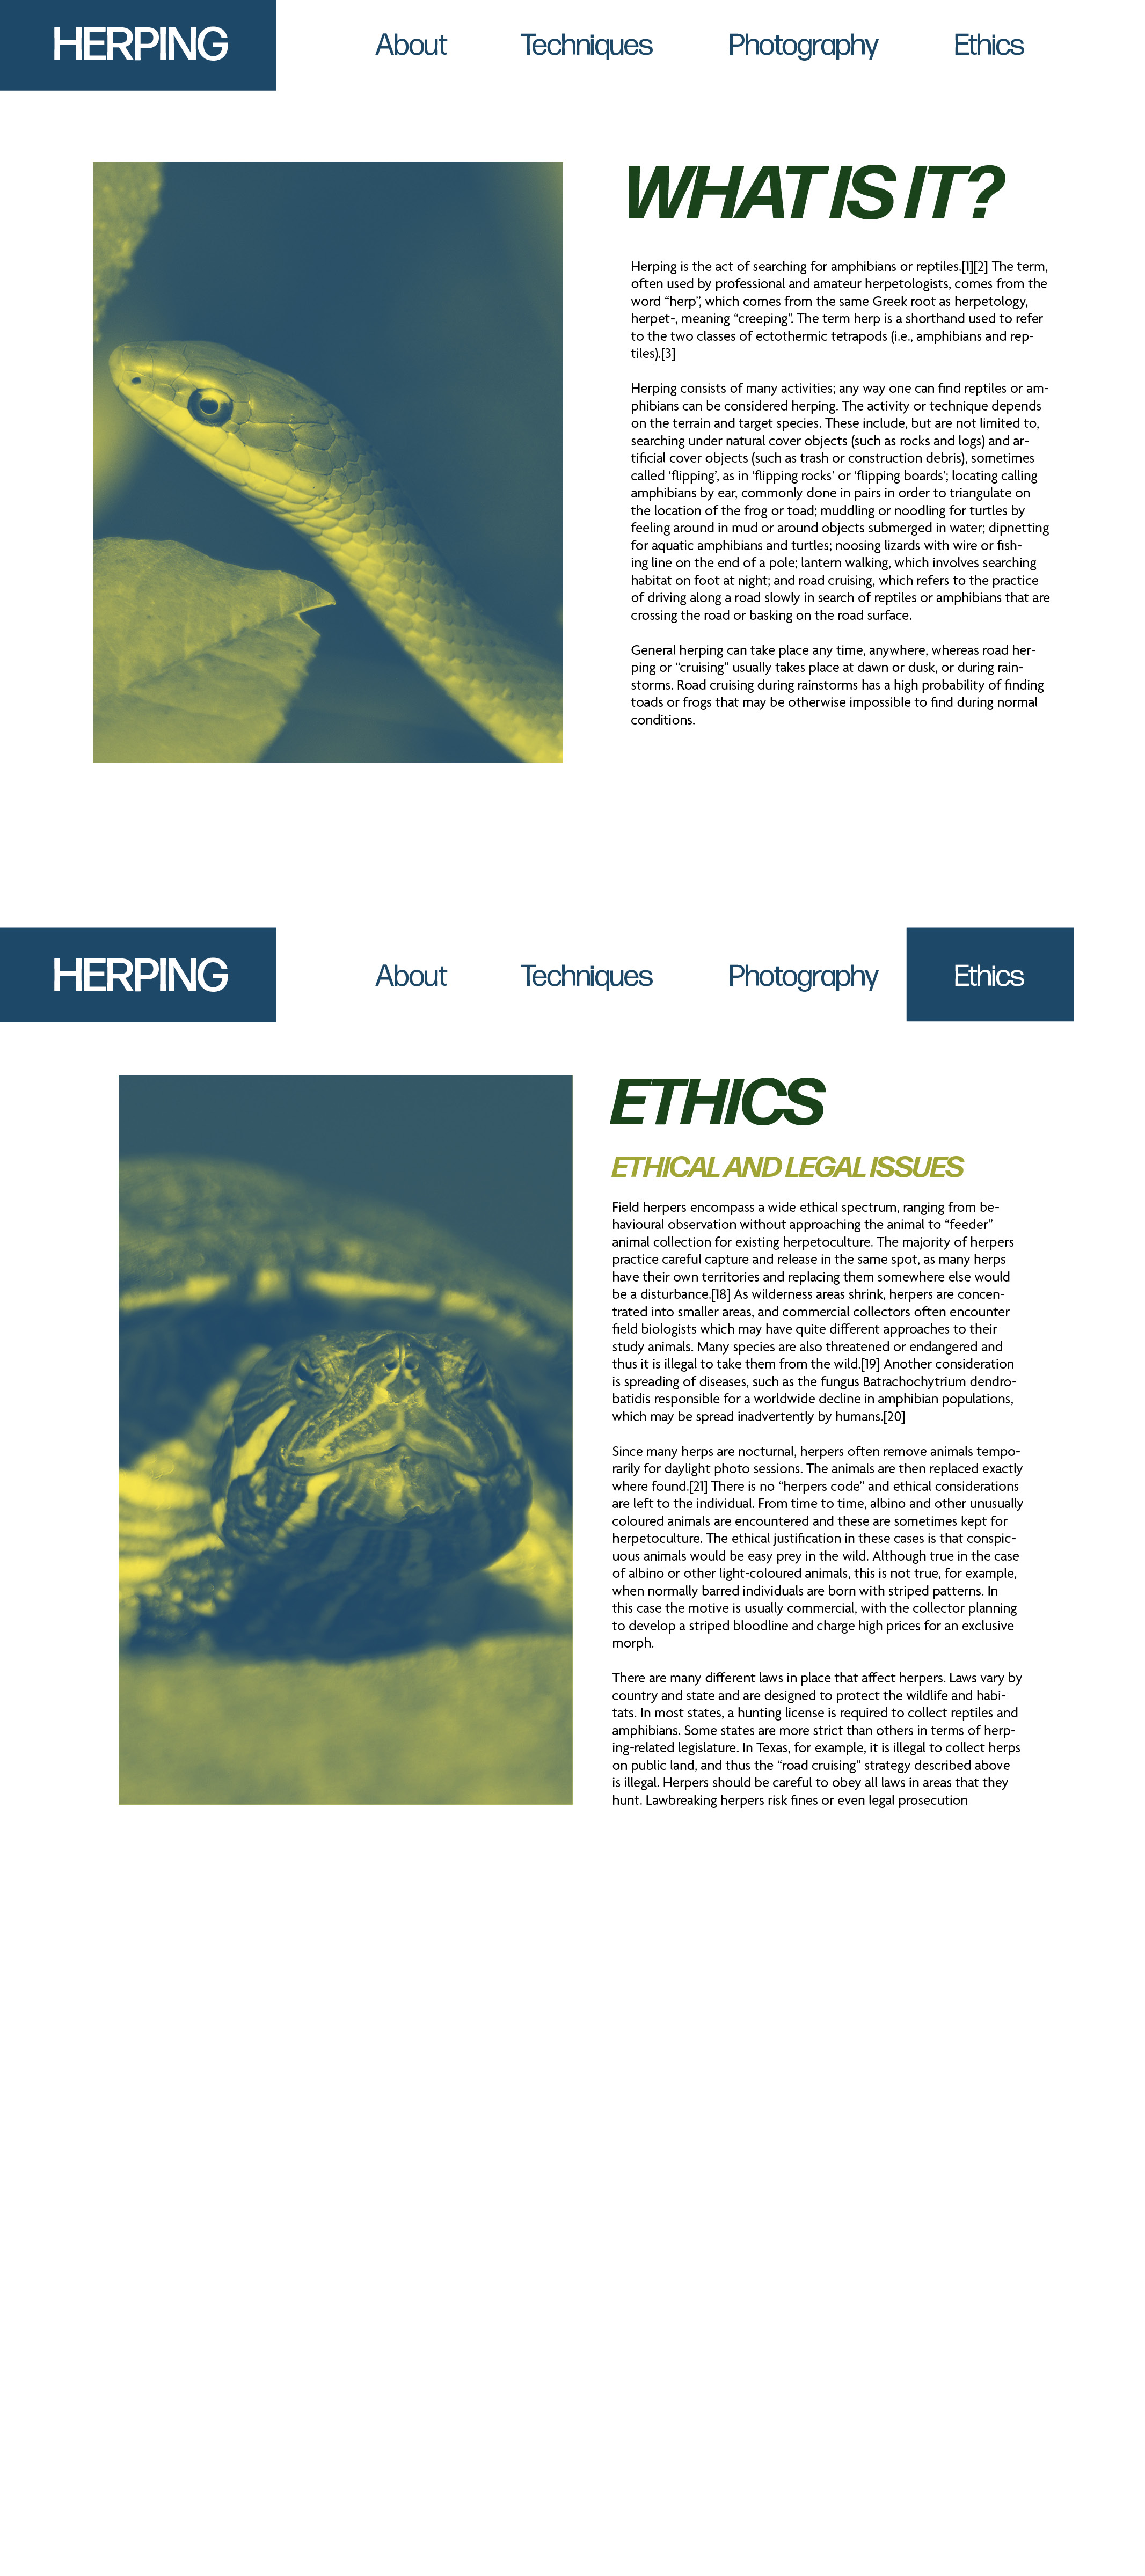 HERPING
About
Techniques
Photography
Ethics
WHAT IS IT?
Herping is the act of searching for amphibians or reptiles.[1][2] The term,
often used by professional and amateur herpetologists, comes from the
word “herp”, which comes from the same Greek root as herpetology,
herpet-, meaning “creeping”. The term herp is a shorthand used to refer
to the two classes of ectothermic tetrapods (i.e., amphibians and rep-
tiles).[3]
Herping consists of many activities; any way one can find reptiles or am-
phibians can be considered herping. The activity or technique depends
on the terrain and target species. These include, but are not limited to,
searching under natural cover objects (such as rocks and logs) and ar-
tificial cover objects (such as trash or construction debris), sometimes
called ‘flipping’, as in ‘flipping rocks’ or ‘flipping boards’; locating calling
amphibians by ear, commonly done in pairs in order to triangulate on
the location of the frog or toad; muddling or noodling for turtles by
feeling around in mud or around objects submerged in water; dipnetting
for aquatic amphibians and turtles; noosing lizards with wire or fish-
ing line on the end of a pole; lantern walking, which involves searching
habitat on foot at night; and road cruising, which refers to the practice
of driving along a road slowly in search of reptiles or amphibians that are
crossing the road or basking on the road surface.
General herping can take place any time, anywhere, whereas road her-
ping or “cruising” usually takes place at dawn or dusk, or during rain-
storms. Road cruising during rainstorms has a high probability of finding
toads or frogs that may be otherwise impossible to find during normal
conditions.
HERPING
About
Techniques
Photography
Ethics
ETHICS
ETHICAL AND LEGAL ISSUES
Field herpers encompass a wide ethical spectrum, ranging from be-
havioural observation without approaching the animal to “feeder”
animal collection for existing herpetoculture. The majority of herpers
practice careful capture and release in the same spot, as many herps
have their own territories and replacing them somewhere else would
be a disturbance.[18] As wilderness areas shrink, herpers are concen-
trated into smaller areas, and commercial collectors often encounter
field biologists which may have quite different approaches to their
study animals. Many species are also threatened or endangered and
thus it is illegal to take them from the wild.[19] Another consideration
is spreading of diseases, such as the fungus Batrachochytrium dendro-
batidis responsible for a worldwide decline in amphibian populations,
which may be spread inadvertently by humans.[20]
Since many herps are nocturnal, herpers often remove animals tempo-
rarily for daylight photo sessions. The animals are then replaced exactly
where found.[21] There is no “herpers code” and ethical considerations
are left to the individual. From time to time, albino and other unusually
coloured animals are encountered and these are sometimes kept for
herpetoculture. The ethical justification in these cases is that conspic-
uous animals would be easy prey in the wild. Although true in the case
of albino or other light-coloured animals, this is not true, for example,
when normally barred individuals are born with striped patterns. In
this case the motive is usually commercial, with the collector planning
to develop a striped bloodline and charge high prices for an exclusive
morph.
There are many different laws in place that affect herpers. Laws vary by
country and state and are designed to protect the wildlife and habi-
tats. In most states, a hunting license is required to collect reptiles and
amphibians. Some states are more strict than others in terms of herp-
ing-related legislature. In Texas, for example, it is illegal to collect herps
on public land, and thus the “road cruising” strategy described above
is illegal. Herpers should be careful to obey all laws in areas that they
hunt. Lawbreaking herpers risk fines or even legal prosecution